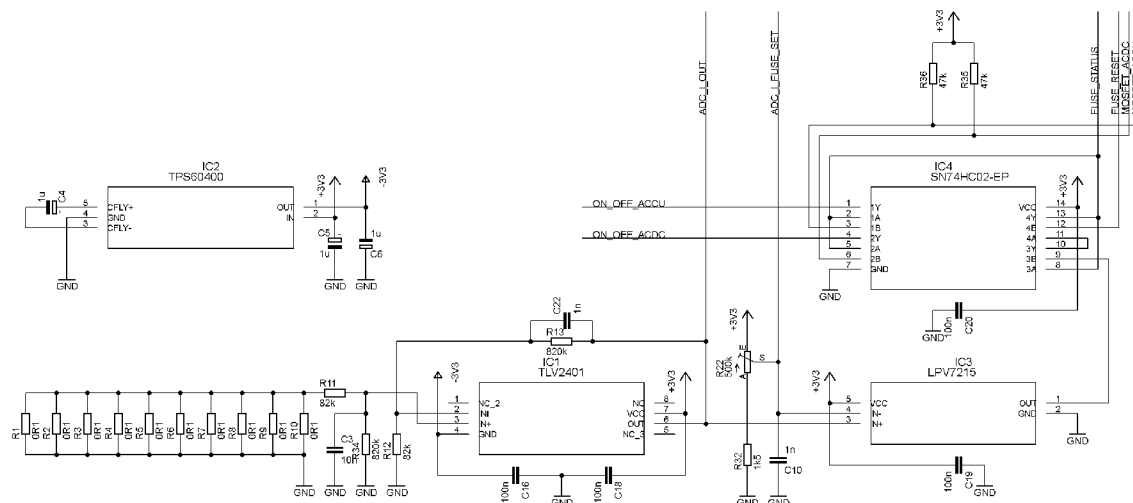 +3V3
ADC_I_OUT
ADC_I_FUSE_SET
R36
47k
R35
47k
FUSE_STATUS
FUSE_RESET
MOSFET_ACDC
IC2
TPS60400
1u
C4
5
4
3
CFLY+
GND
CFLY-
OUT
IN
1
2
+3V3
-3V3
C5
1u
1u
C6
GND
GND
GND
ON_OFF_ACCU
ON_OFF_ACDC
IC4
SN74HC02-EP
1
2
3
4
5
6
7
1Y
1A
1B
2Y
2A
2B
GND
VCC
4Y
4B
4A
3Y
3B
3A
14
13
12
11
10
9
8
+3V3
GND
GND
100n
C20
C22
1n
R13
820k
IC1
TLV2401
-3V3
1
2
3
4
NC_2
IN+
GND
NC
VCC
OUT
NC_3
8
7
6
5
+3V3
+3V3
R22
500k
E
A
S
+3V3
IC3
LPV7215
5
4
3
VCC
IN-
IN+
OUT
GND
1
2
GND
R11
82k
R1
0R1
R2
0R1
R3
0R1
R4
0R1
R5
0R1
R6
0R1
R7
0R1
R8
0R1
R9
0R1
R10
0R1
C3
10n
R34
820k
R12
82k
100n
C16
100n
C18
R32
1k5
1n
C10
100n
C19
GND
GND
GND
GND
GND
GND
GND
GND